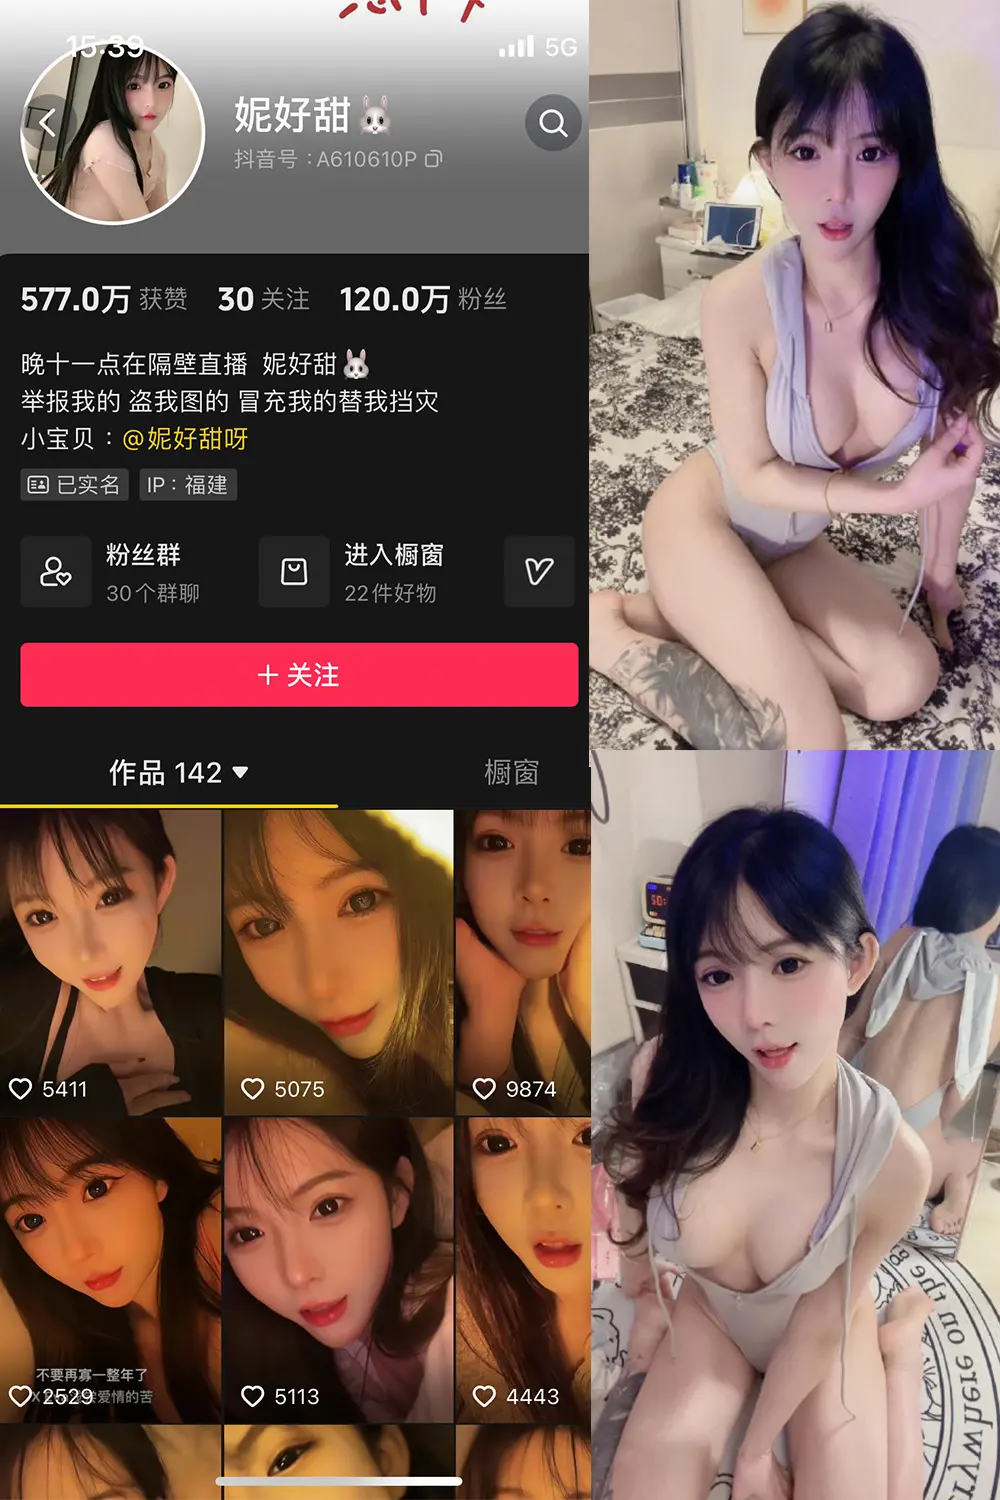 15:39
5G
妮好甜🐰
抖音号：A610610P
577.0万 获赞 30 关注 120.0万 粉丝
晚十一点在隔壁直播 妮好甜🐰
举报我的 盗我图的 冒充我的替我挡灾
小宝贝：@妮好甜呀
已实名 IP：福建
粉丝群 进入橱窗
30个群聊 22件好物
＋关注
作品 142 橱窗
5411 5075 9874
不要再寡一整年了
爱情的苦
2529 5113 4443
on the